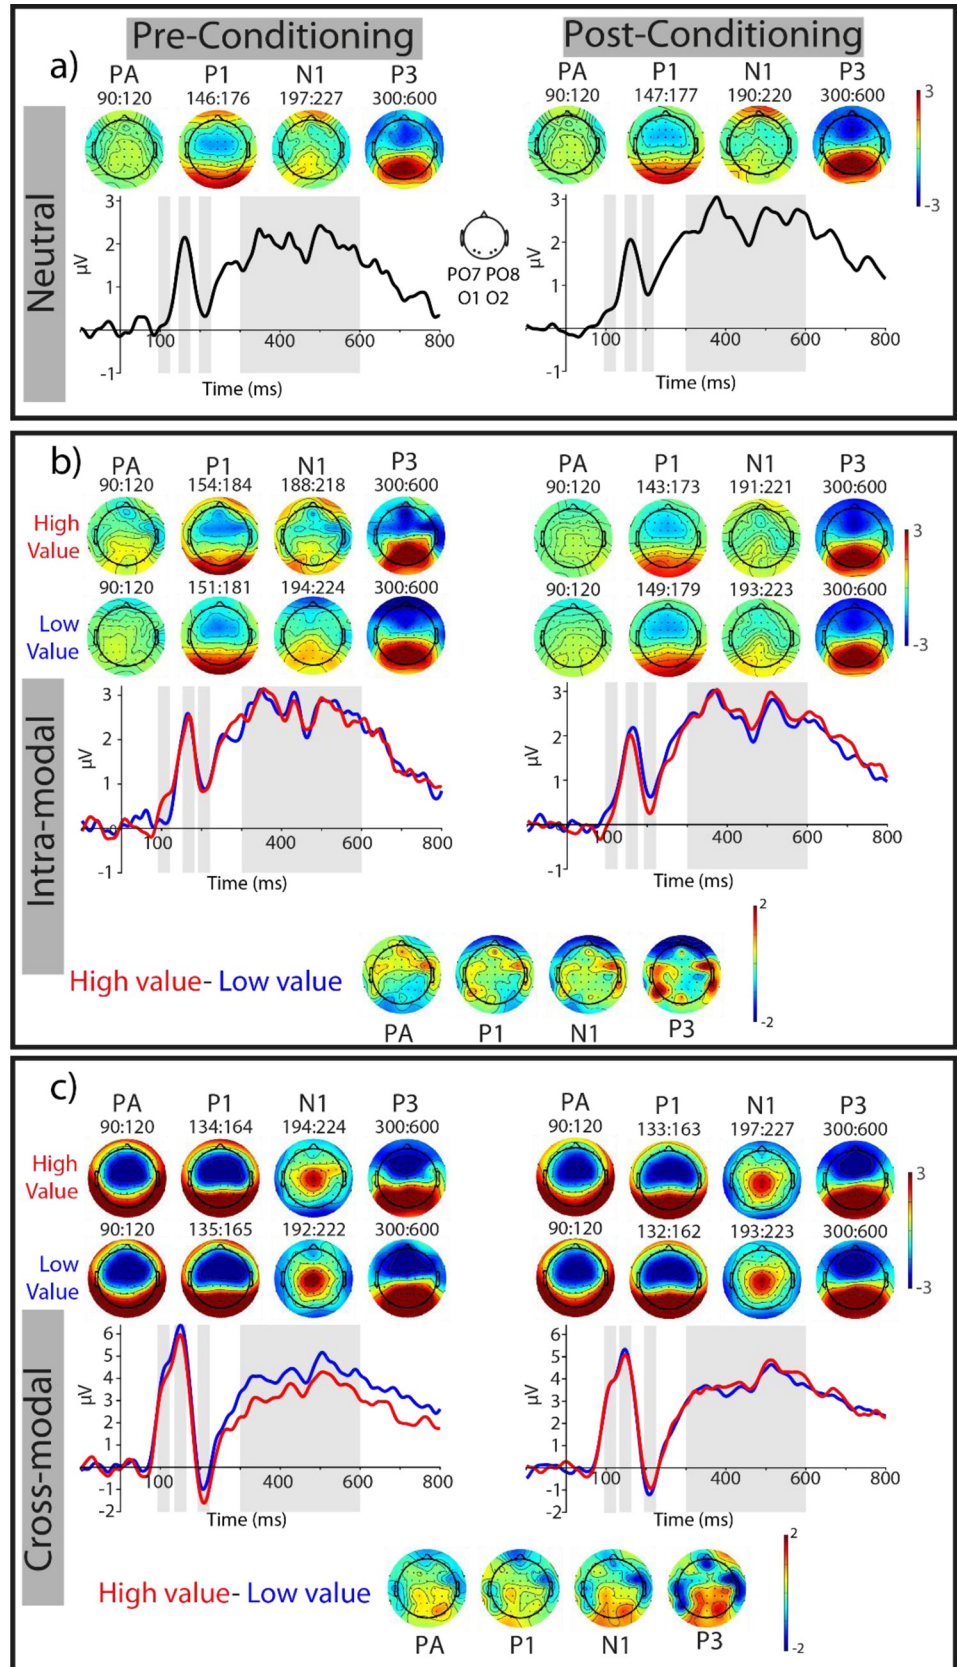 Pre-Conditioning Post-Conditioning
a)
PA P1 N1 P3 PA P1 N1 P3
90:120 146:176 197:227 300:600 90:120 147:177 190:220 300:600
3
-3
Neutral
3
2
1
-1
µV
100 400 600 800
Time (ms)
PO7 PO8
O1 O2
3
2
1
-1
µV
100 400 600 800
Time (ms)
b)
PA P1 N1 P3 PA P1 N1 P3
90:120 154:184 188:218 300:600 90:120 143:173 191:221 300:600
High
Value
90:120 151:181 194:224 300:600 90:120 149:179 193:223 300:600
Low
Value
3
-3
Intra-modal
3
2
1
0
-1
µV
100 400 600 800
Time (ms)
3
2
1
0
-1
µV
100 400 600 800
Time (ms)
High value- Low value
PA P1 N1 P3
2
-2
c)
PA P1 N1 P3 PA P1 N1 P3
90:120 134:164 194:224 300:600 90:120 133:163 197:227 300:600
High
Value
90:120 135:165 192:222 300:600 90:120 132:162 193:223 300:600
Low
Value
3
-3
Cross-modal
6
5
4
3
2
1
-1
-2
µV
100 400 600 800
Time (ms)
6
5
4
3
2
1
-1
-2
µV
100 400 600 800
Time (ms)
High value- Low value
PA P1 N1 P3
2
-2